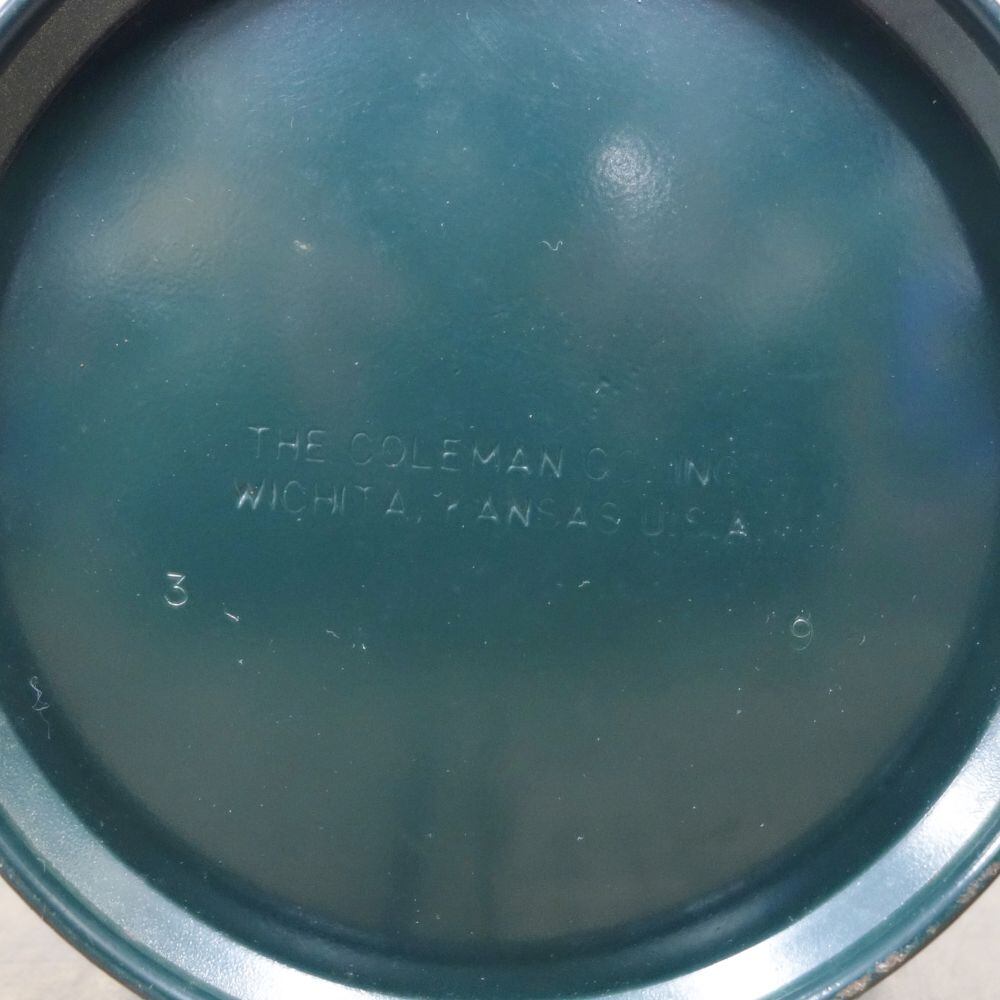 THE COLEMAN CO. INC
WICHITA, KANSAS U.S.A.
3
9